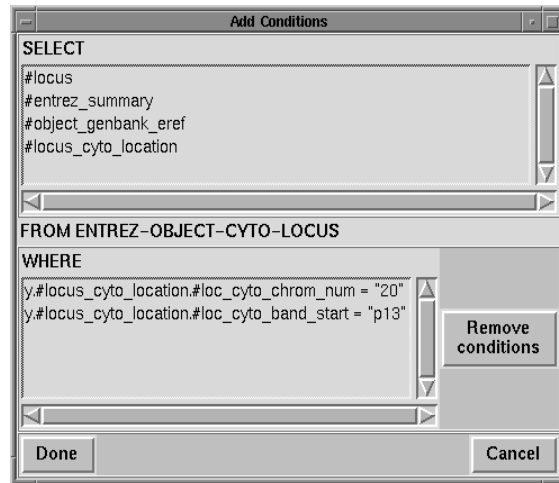 Add Conditions
SELECT
#locus
#entrez_summary
#object_genbank_eref
#locus_cyto_location
FROM ENTREZ-OBJECT-CYTO-LOCUS
WHERE
y.#locus_cyto_location.#loc_cyto_chrom_num = "20"
y.#locus_cyto_location.#loc_cyto_band_start = "p13"
Remove
conditions
Done
Cancel